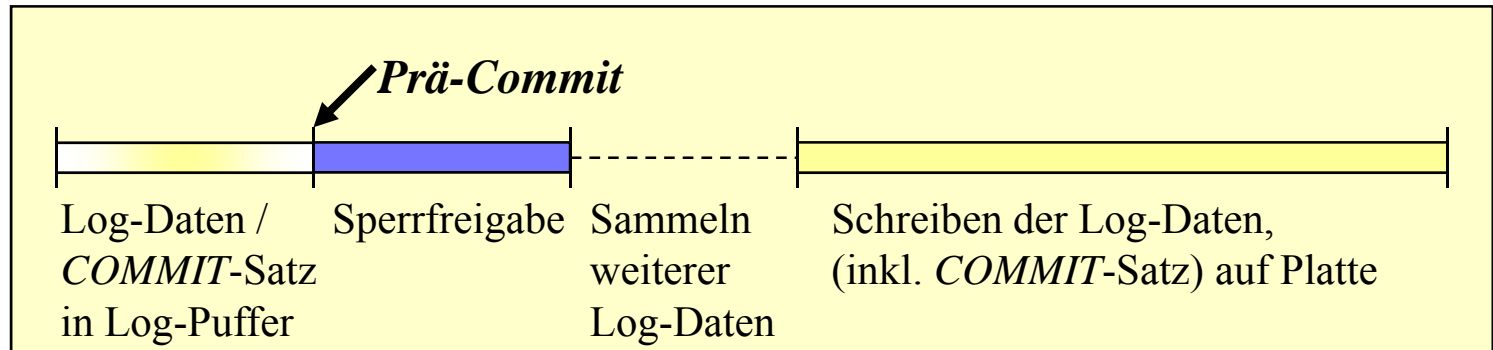 Prä-Commit
Log-Daten /
COMMIT-Satz
in Log-Puffer
Sperrfreigabe
Sammeln
weiterer
Log-Daten
Schreiben der Log-Daten,
(inkl. COMMIT-Satz) auf Platte